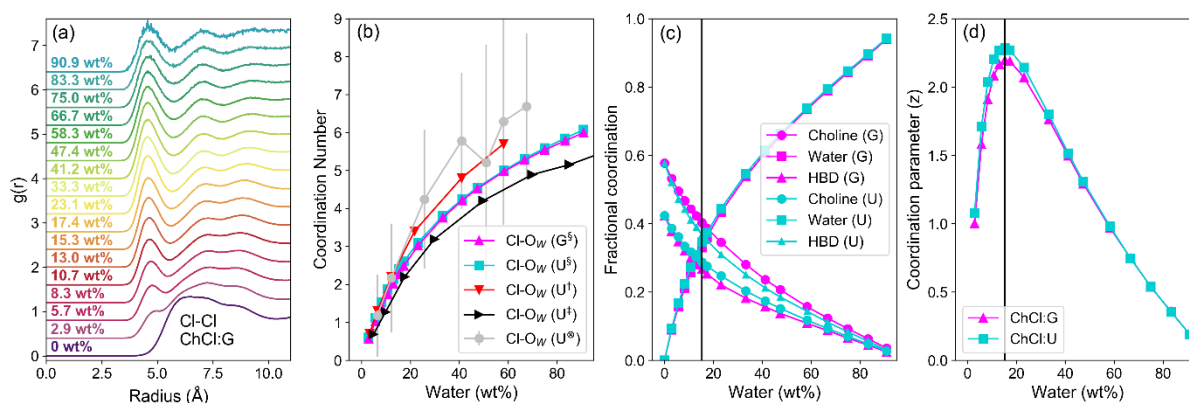 (a)
g(r)
7
6
5
4
3
2
1
0
90.9 wt%
83.3 wt%
75.0 wt%
66.7 wt%
58.3 wt%
47.4 wt%
41.2 wt%
33.3 wt%
23.1 wt%
17.4 wt%
15.3 wt%
13.0 wt%
10.7 wt%
8.3 wt%
5.7 wt%
2.9 wt%
0 wt%
Cl-Cl
ChCl:G
0.0 2.5 5.0 7.5 10.0
Radius (Å)
(b)
Coordination Number
9
8
7
6
5
4
3
2
1
0
Cl-O_W (G§)
Cl-O_W (U§)
Cl-O_W (U†)
Cl-O_W (U‡)
Cl-O_W (U⊗)
0 20 40 60 80
Water (wt%)
(c)
Fractional coordination
1.0
0.8
0.6
0.4
0.2
0.0
Choline (G)
Water (G)
HBD (G)
Choline (U)
Water (U)
HBD (U)
0 20 40 60 80
Water (wt%)
(d)
Coordination parameter (z)
2.5
2.0
1.5
1.0
0.5
0.0
ChCl:G
ChCl:U
0 20 40 60 80
Water (wt%)